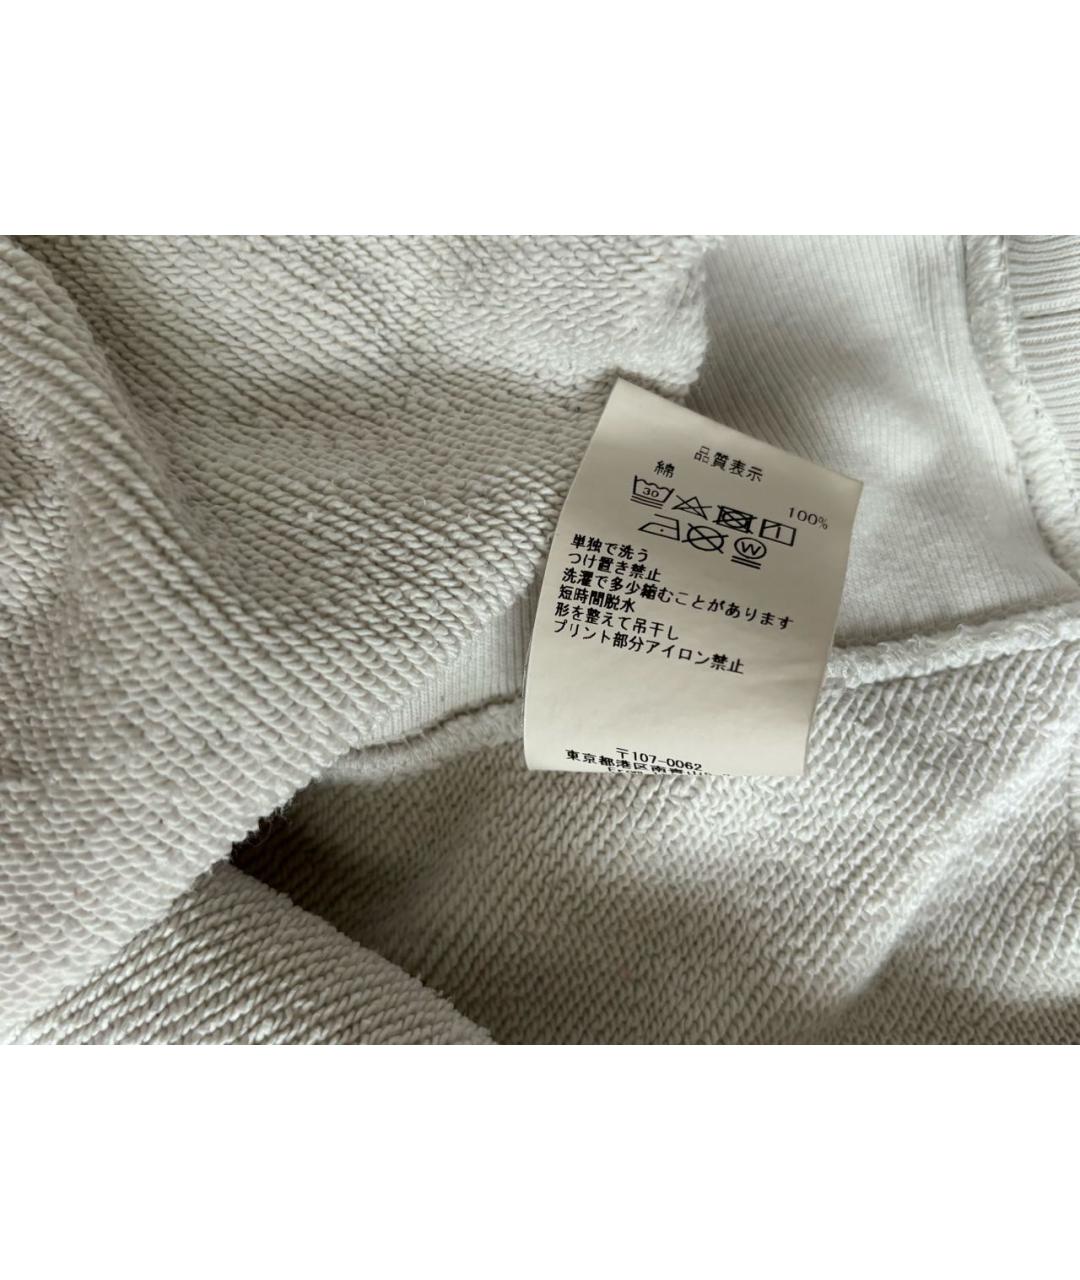 品質表示
綿 100%
30
W
単独で洗う
つけ置き禁止
洗濯で多少縮むことがあります
短時間脱水
形を整えて吊干し
プリント部分アイロン禁止
〒107-0062
東京都港区南青山